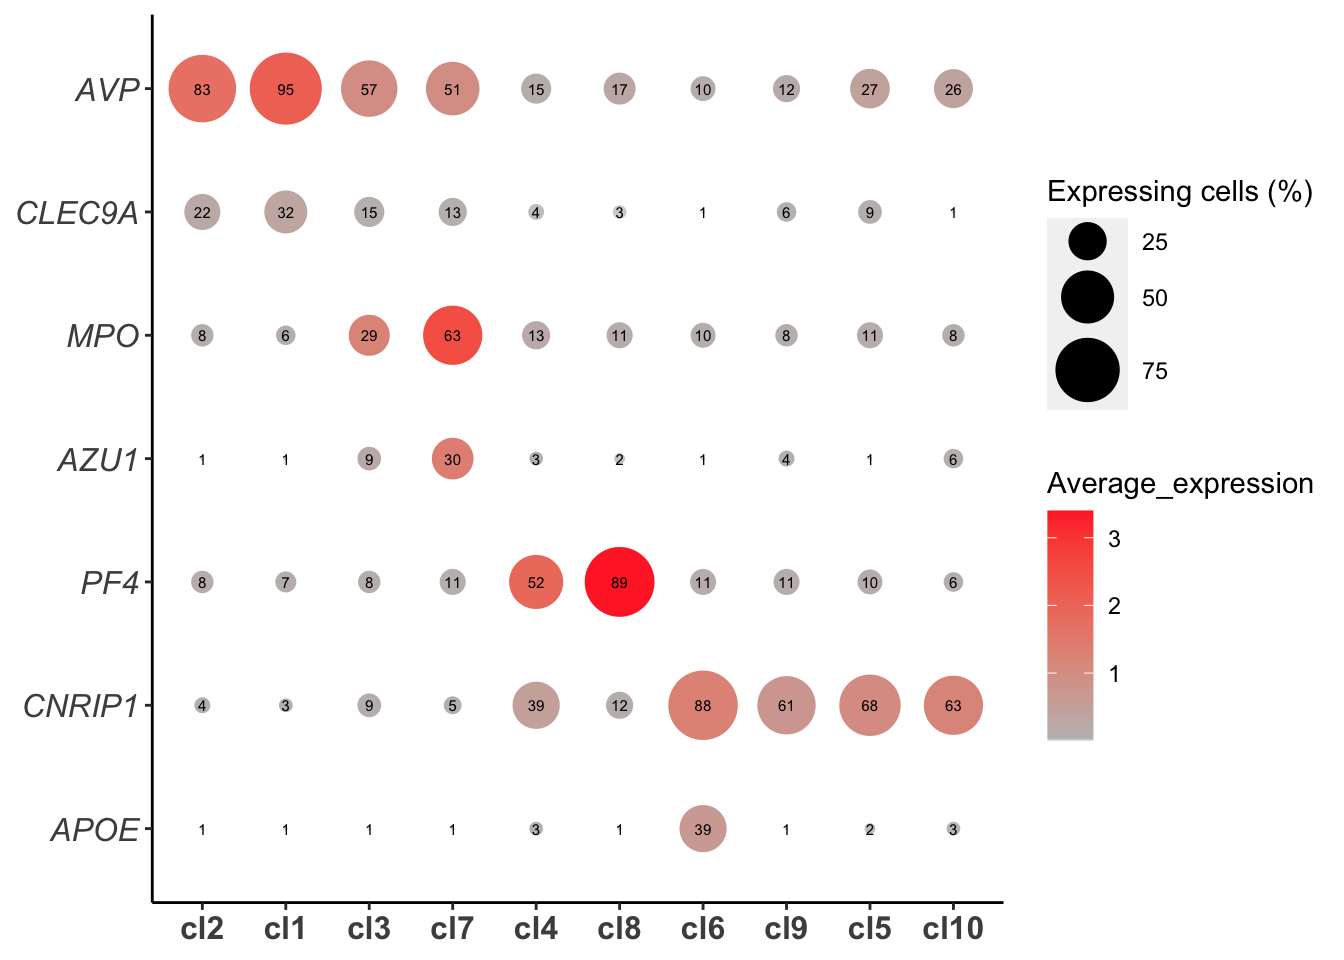 AVP 83 95 57 51 15 17 10 12 27 26
CLEC9A 22 32 15 13 4 3 1 6 9 1
MPO 8 6 29 63 13 11 10 8 11 8
AZU1 1 1 9 30 3 2 1 4 1 6
PF4 8 7 8 11 52 89 11 11 10 6
CNRIP1 4 3 9 5 39 12 88 61 68 63
APOE 1 1 1 1 3 1 39 1 2 3
cl2 cl1 cl3 cl7 cl4 cl8 cl6 cl9 cl5 cl10
Expressing cells (%)
25
50
75
Average_expression
3
2
1